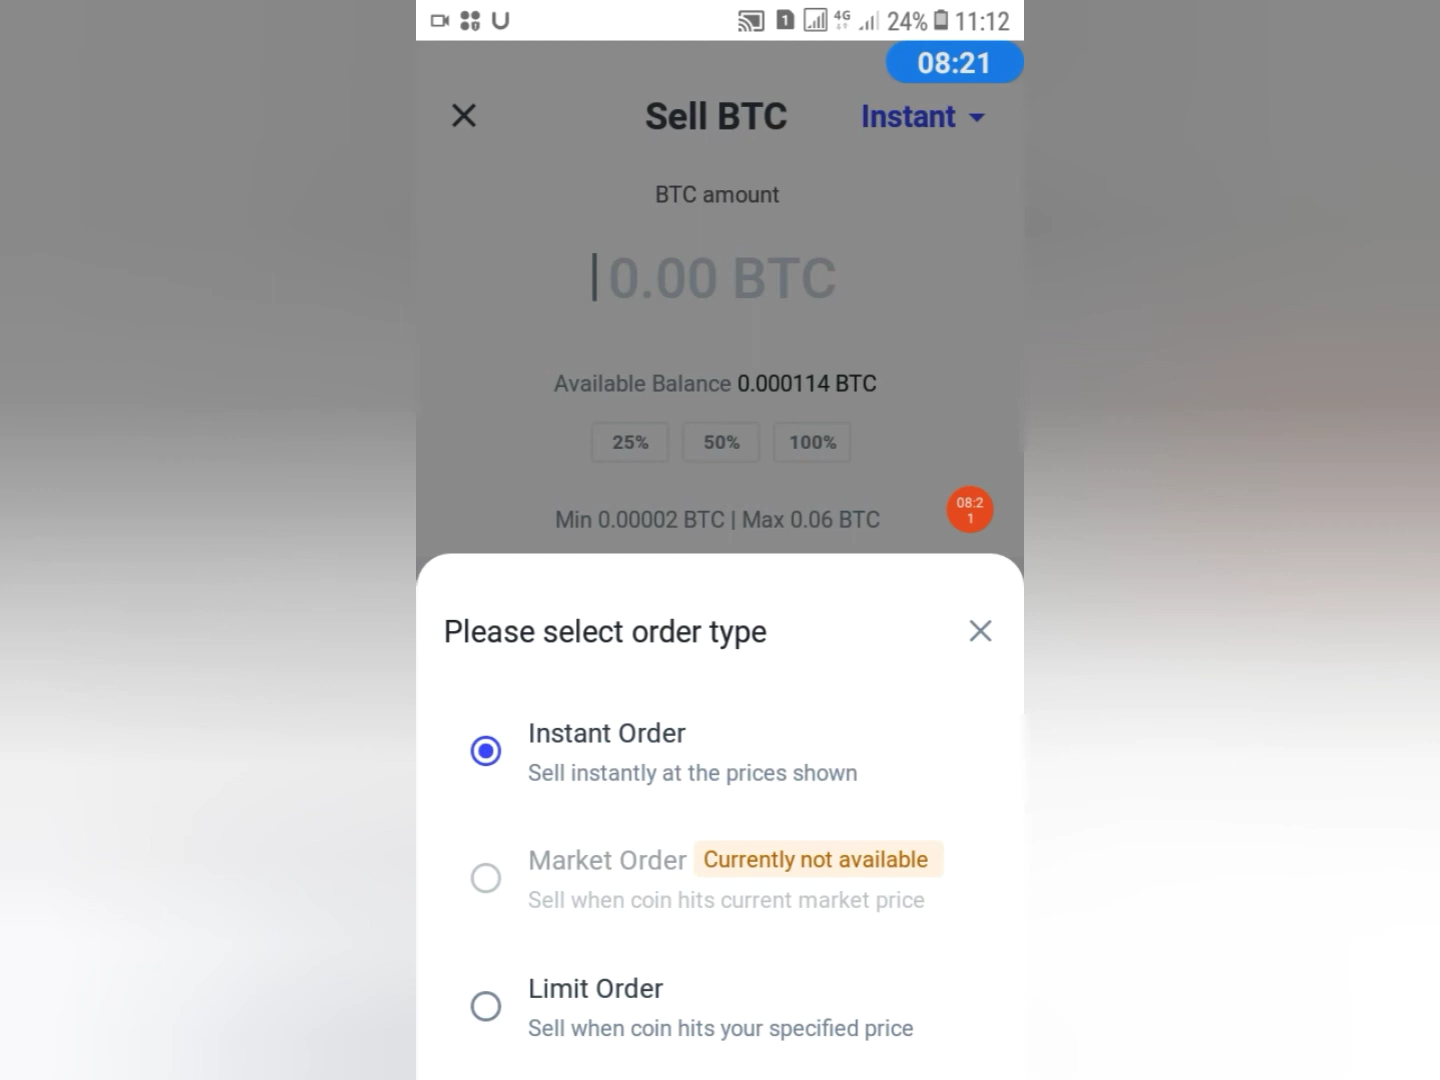 4G 24% 11:12
08:21
Sell BTC Instant
BTC amount
0.00 BTC
Available Balance 0.000114 BTC
25% 50% 100%
Min 0.00002 BTC | Max 0.06 BTC
08:2
1
Please select order type
Instant Order
Sell instantly at the prices shown
Market Order Currently not available
Sell when coin hits current market price
Limit Order
Sell when coin hits your specified price